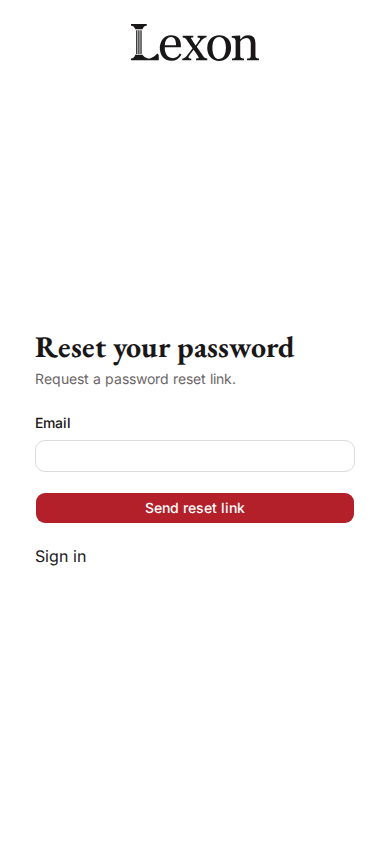 Lexon
Reset your password
Request a password reset link.
Email
Send reset link
Sign in